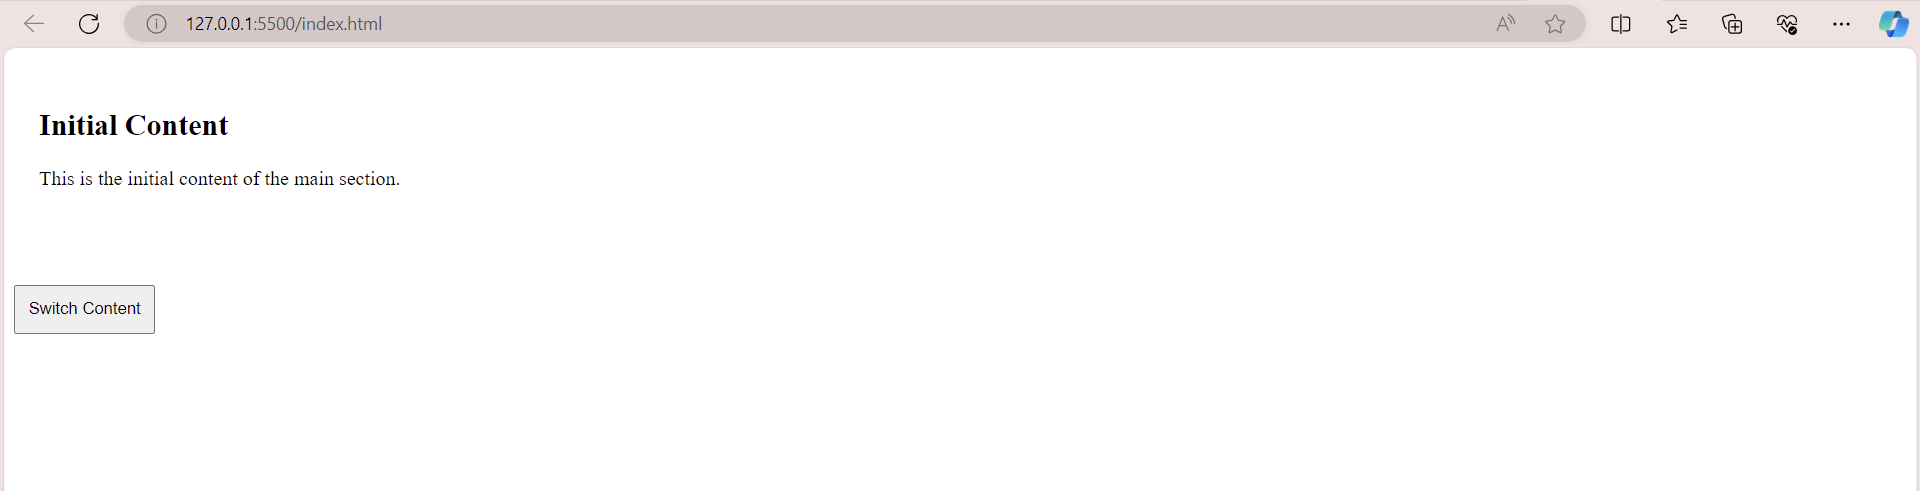 127.0.0.1:5500/index.html
Initial Content
This is the initial content of the main section.
Switch Content